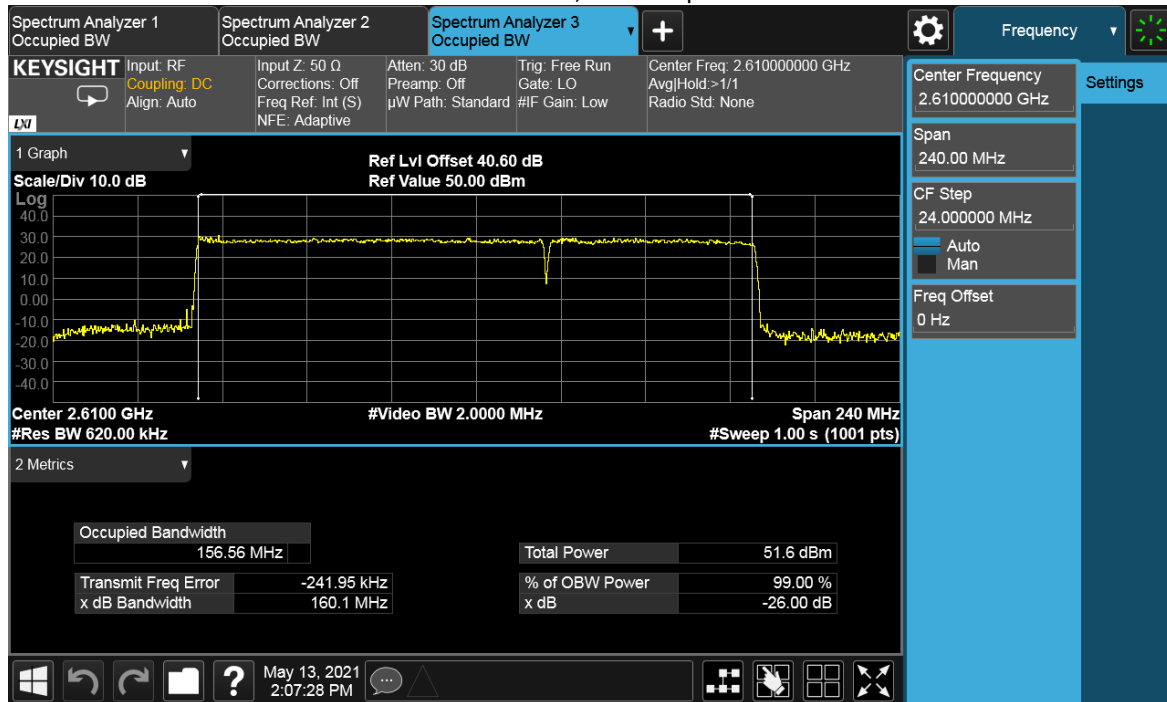 Spectrum Analyzer 1
Occupied BW
Spectrum Analyzer 2
Occupied BW
Spectrum Analyzer 3
Occupied BW
▼
+
Frequency
▼
KEYSIGHT
LXI
Input: RF
Coupling: DC
Align: Auto
Input Z: 50 Ω
Corrections: Off
Freq Ref: Int (S)
NFE: Adaptive
Atten: 30 dB
Preamp: Off
µW Path: Standard
Trig: Free Run
Gate: LO
#IF Gain: Low
Center Freq: 2.610000000 GHz
Avg|Hold:>1/1
Radio Std: None
1 Graph
▼
Scale/Div 10.0 dB
Ref Lvl Offset 40.60 dB
Ref Value 50.00 dBm
Log
40.0
30.0
20.0
10.0
0.00
-10.0
-20.0
-30.0
-40.0
Center 2.6100 GHz
#Video BW 2.0000 MHz
Span 240 MHz
#Res BW 620.00 kHz
#Sweep 1.00 s (1001 pts)
2 Metrics
▼
Occupied Bandwidth
156.56 MHz
Total Power 51.6 dBm
Transmit Freq Error -241.95 kHz
% of OBW Power 99.00 %
x dB Bandwidth 160.1 MHz
x dB -26.00 dB
Center Frequency
2.610000000 GHz
Settings
Span
240.00 MHz
CF Step
24.000000 MHz
Auto
Man
Freq Offset
0 Hz
?
May 13, 2021
2:07:28 PM